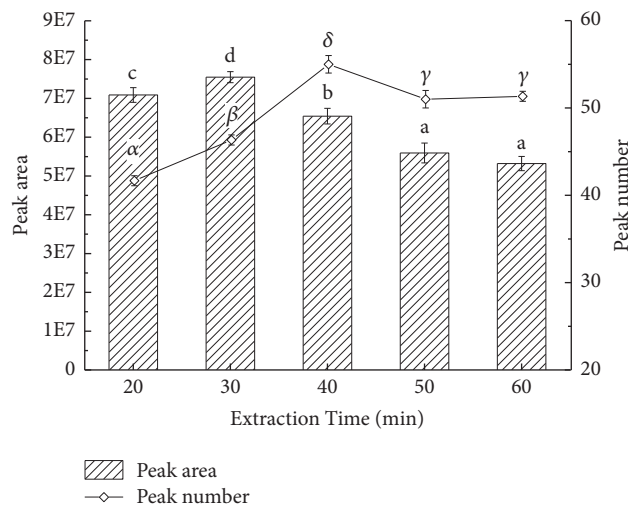 9E7
8E7
7E7
6E7
5E7
4E7
3E7
2E7
1E7
0
Peak area
c
d
b
a
a
α
β
δ
γ
γ
60
50
40
30
20
Peak number
20 30 40 50 60
Extraction Time (min)
Peak area
Peak number